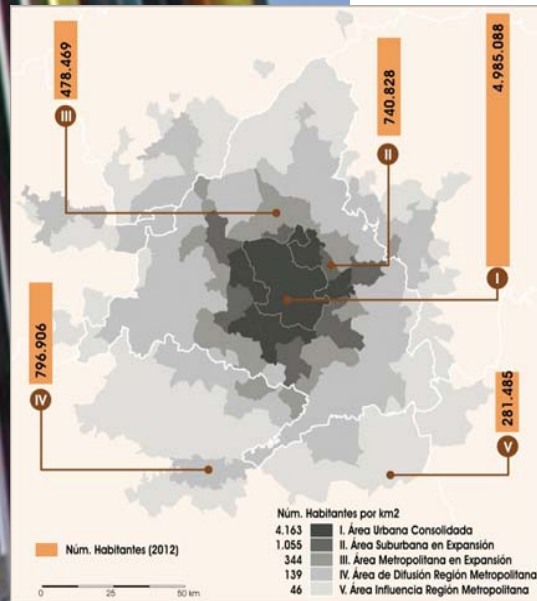 478.469
III
740.828
II
4.985.088
I
796.906
IV
281.485
V
Núm. Habitantes (2012)
0 25 50 km
Núm. Habitantes por km2
4.163 I. Área Urbana Consolidada
1.055 II. Área Suburbana en Expansión
344 III. Área Metropolitana en Expansión
139 IV. Área de Difusión Región Metropolitana
46 V. Área Influencia Región Metropolitana